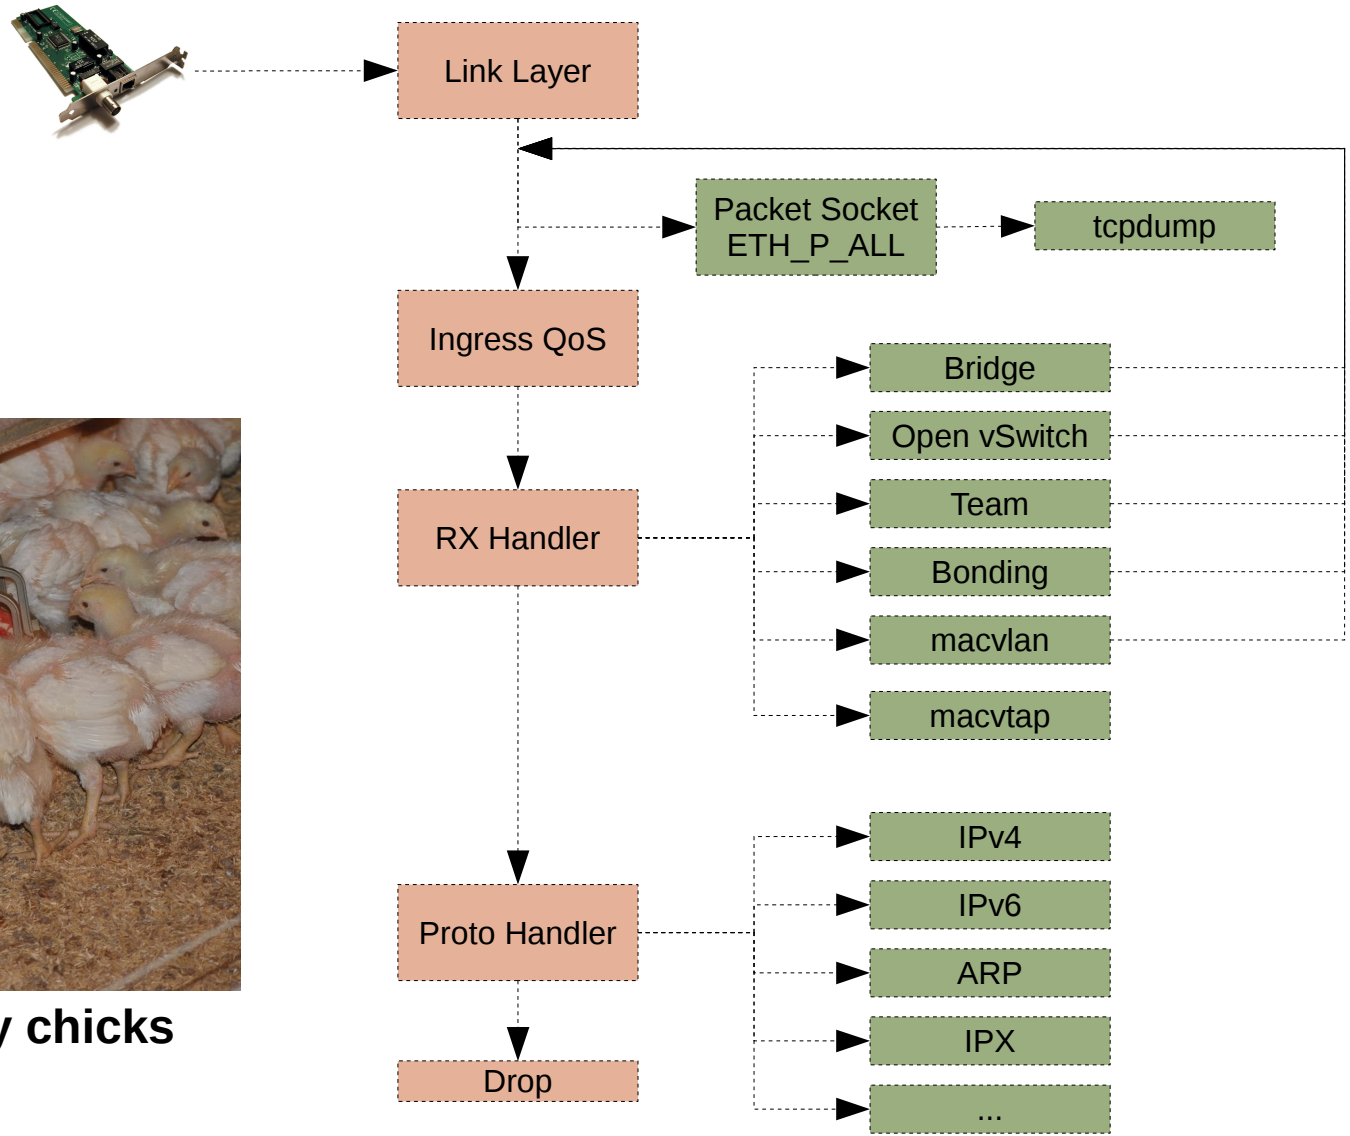 Link Layer
Packet Socket
ETH_P_ALL
tcpdump
Ingress QoS
Bridge
Open vSwitch
Team
RX Handler
Bonding
macvlan
macvtap
IPv4
IPv6
Proto Handler
ARP
y chicks
IPX
Drop
...